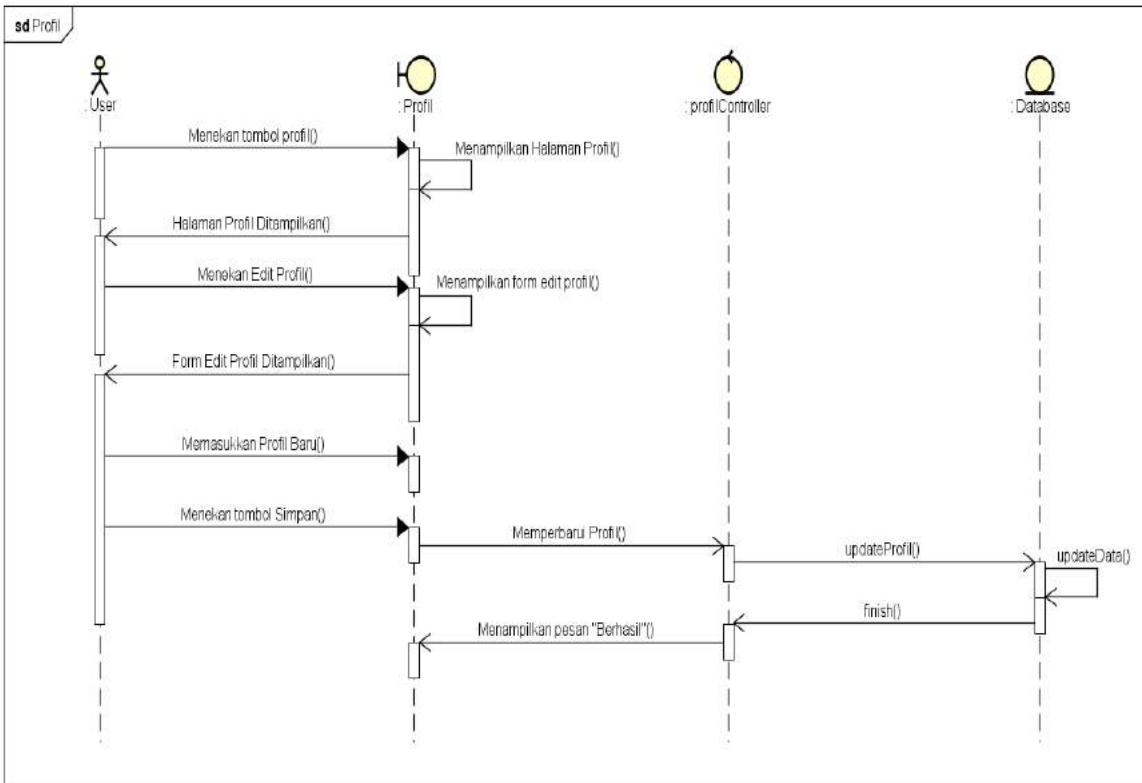 sd Profil
: User
: Profil
: profilController
: Database
Menekan tombol profil()
Menampilkan Halaman Profil()
Halaman Profil Ditampilkan()
Menekan Edit Profil()
Menampilkan form edit profil()
Form Edit Profil Ditampilkan()
Memasukkan Profil Baru()
Menekan tombol Simpan()
Memperbarui Profil()
updateProfil()
updateData()
finish()
Menampilkan pesan "Berhasil"()